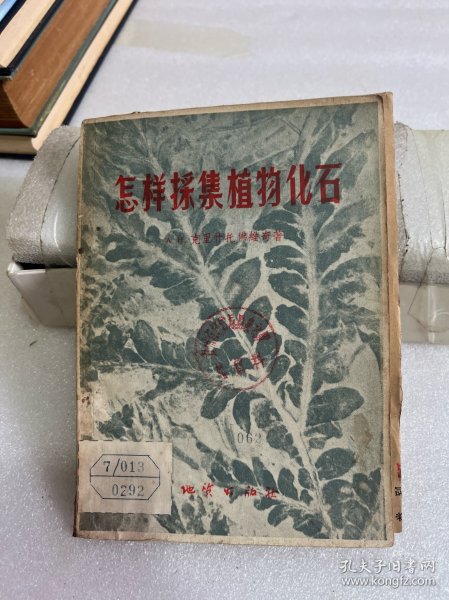 怎样採集植物化石
A.H.克里什托弗維奇著
062
7/013
0292
地质出版社
孔夫子旧书网
www.kongfz.com